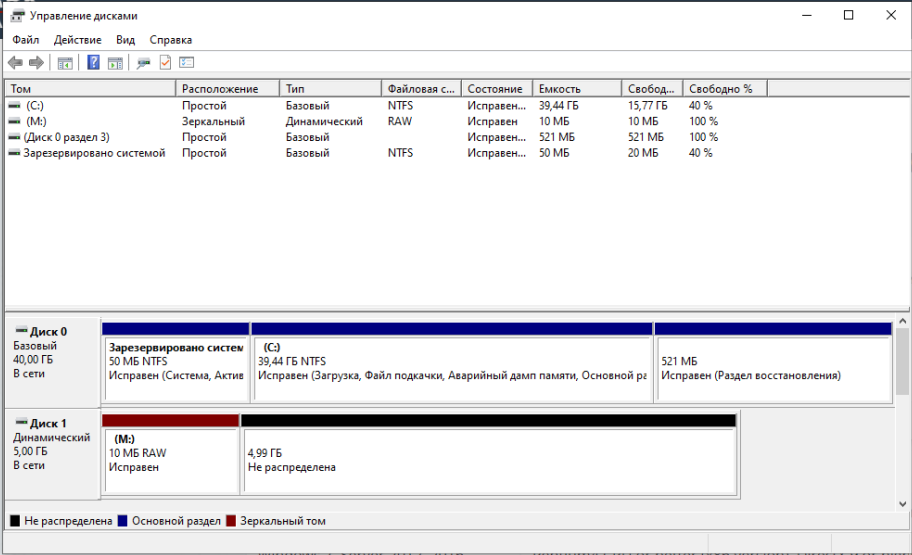 Управление дисками
Файл Действие Вид Справка
Том Расположение Тип Файловая с... Состояние Емкость Свобод... Свободно %
(C:) Простой Базовый NTFS Исправен... 39,44 ГБ 15,77 ГБ 40 %
(M:) Зеркальный Динамический RAW Исправен 10 МБ 10 МБ 100 %
(Диск 0 раздел 3) Простой Базовый Исправен... 521 МБ 521 МБ 100 %
Зарезервировано системой Простой Базовый NTFS Исправен... 50 МБ 20 МБ 40 %
Диск 0
Базовый
40,00 ГБ
В сети
Зарезервировано систем
50 МБ NTFS
Исправен (Система, Актив
(C:)
39,44 ГБ NTFS
Исправен (Загрузка, Файл подкачки, Аварийный дамп памяти, Основной ра
521 МБ
Исправен (Раздел восстановления)
Диск 1
Динамический
5,00 ГБ
В сети
(M:)
10 МБ RAW
Исправен
4,99 ГБ
Не распределена
Не распределена Основной раздел Зеркальный том